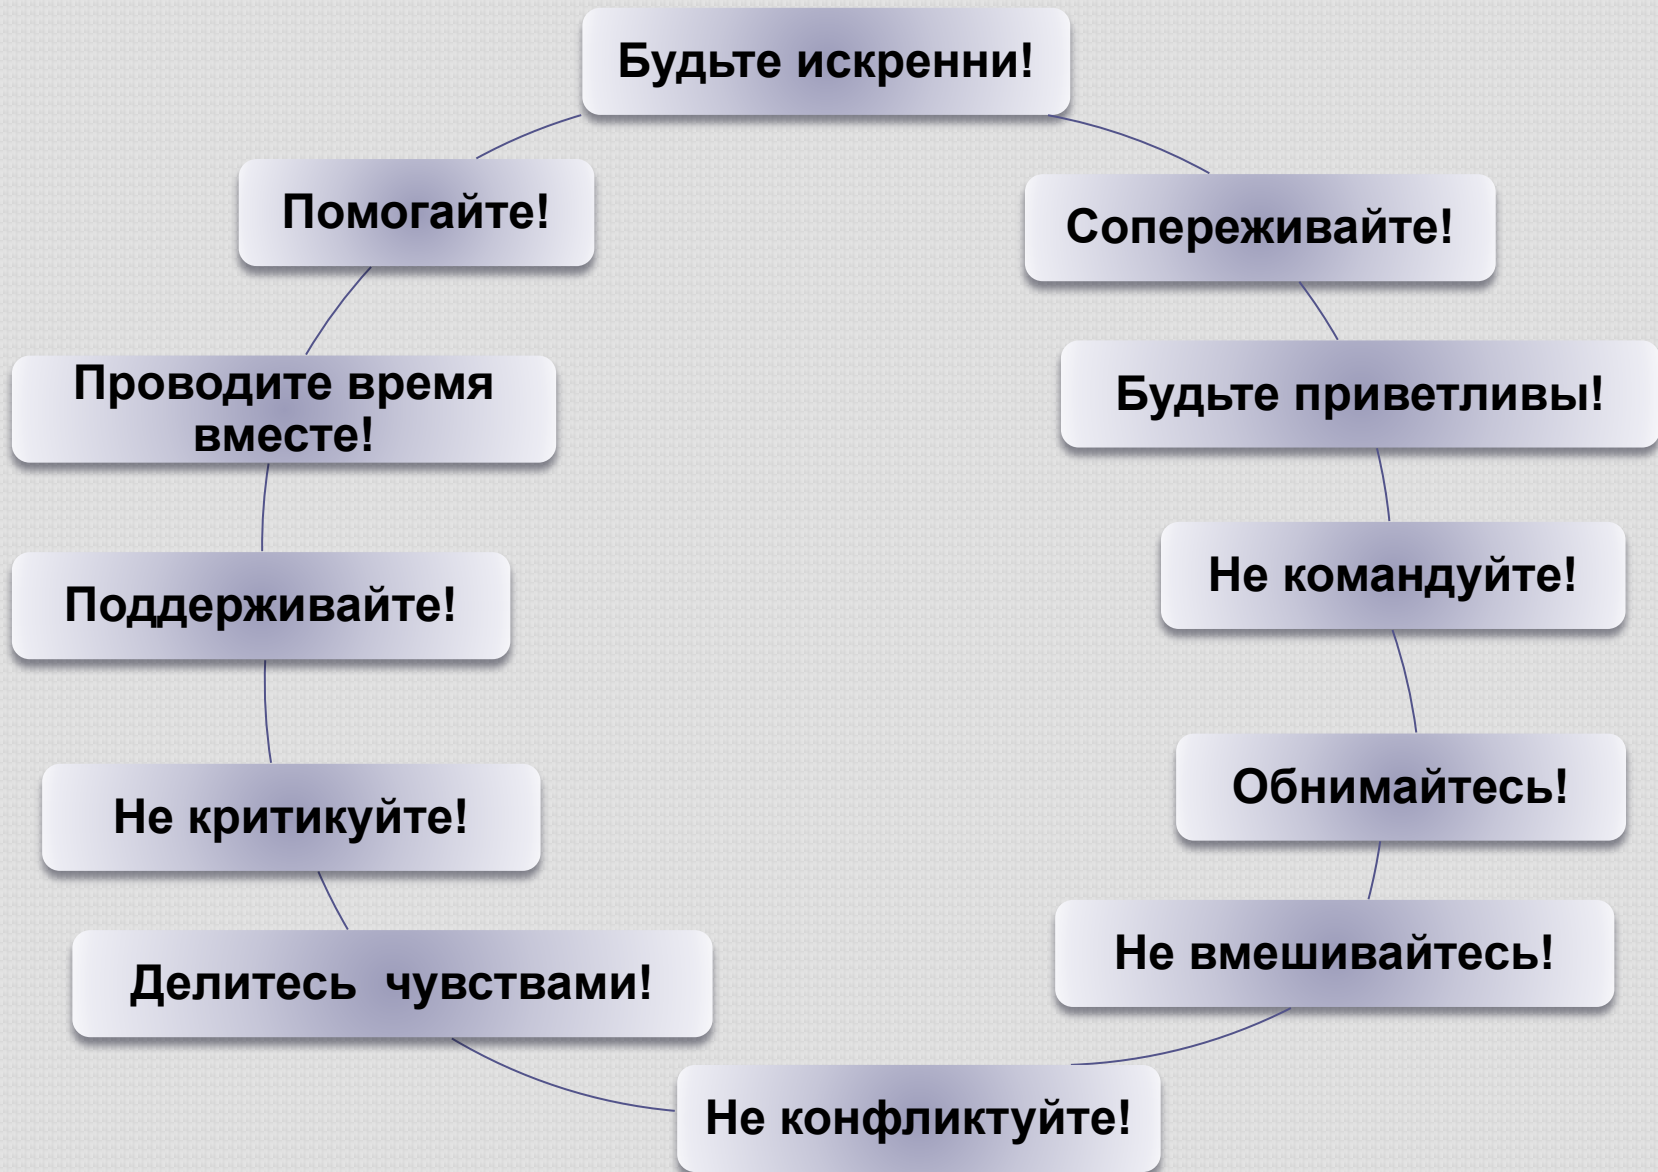 Будьте искренни!
Помогайте!
Сопереживайте!
Проводите время
вместе!
Будьте приветливы!
Поддерживайте!
Не командуйте!
Не критикуйте!
Обнимайтесь!
Делитесь  чувствами!
Не вмешивайтесь!
Не конфликтуйте!